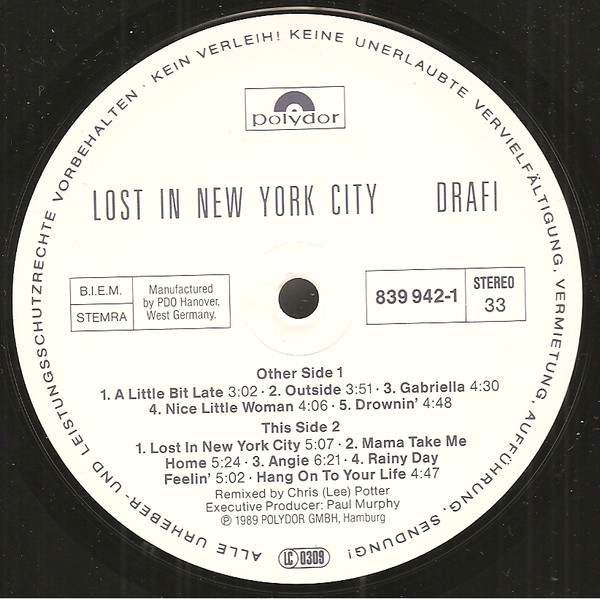 ALLE URHEBER- UND LEISTUNGSSCHUTZRECHTE VORBEHALTEN · KEIN VERLEIH! KEINE UNERLAUBTE VERVIELFÄLTIGUNG, VERMIETUNG, AUFFÜHRUNG, SENDUNG!
polydor
LOST IN NEW YORK CITY DRAFI
B.I.E.M.
STEMRA
Manufactured
by PDO Hanover,
West Germany.
839 942-1
STEREO
33
Other Side 1
1. A Little Bit Late 3:02 · 2. Outside 3:51 · 3. Gabriella 4:30
4. Nice Little Woman 4:06 · 5. Drownin' 4:48
This Side 2
1. Lost In New York City 5:07 · 2. Mama Take Me
Home 5:24 · 3. Angie 6:21 · 4. Rainy Day
Feelin' 5:02 · Hang On To Your Life 4:47
Remixed by Chris (Lee) Potter
Executive Producer: Paul Murphy
℗ 1989 POLYDOR GMBH, Hamburg
LC 0309